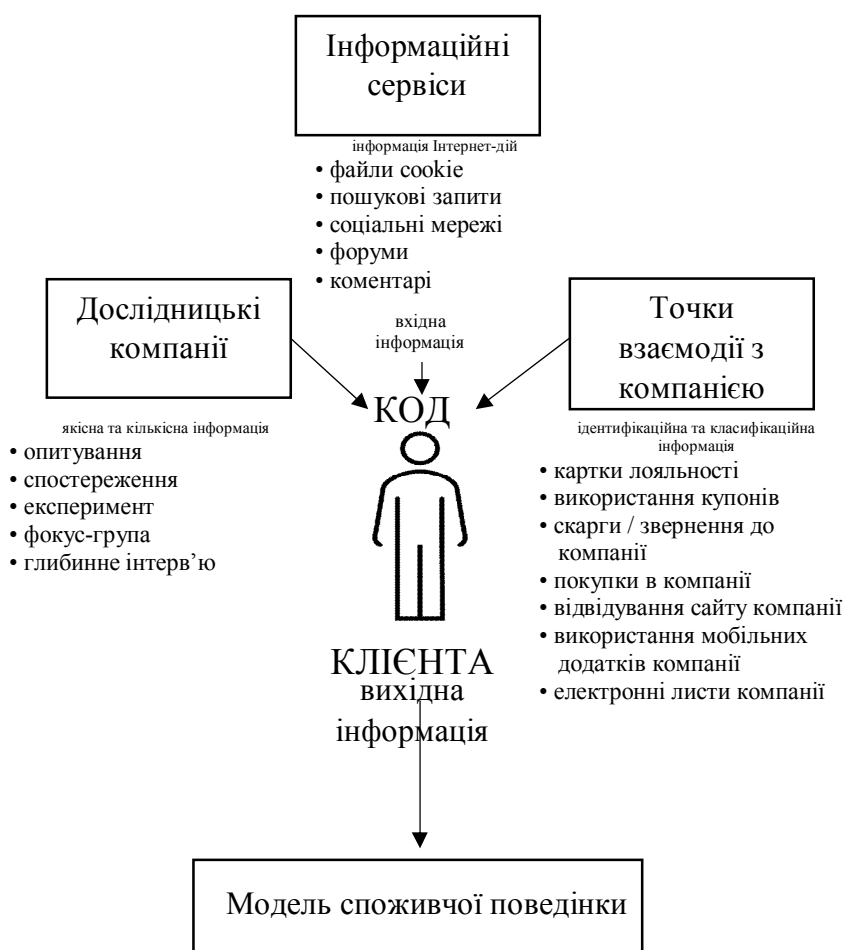 Інформаційні
сервіси
інформація Інтернет-дій
• файли cookie
• пошукові запити
• соціальні мережі
• форуми
• коментарі
Дослідницькі
компанії
якісна та кількісна інформація
• опитування
• спостереження
• експеримент
• фокус-група
• глибинне інтерв’ю
вхідна
інформація
Точки
взаємодії з
компанією
ідентифікаційна та класифікаційна
інформація
• картки лояльності
• використання купонів
• скарги / звернення до
компанії
• покупки в компанії
• відвідування сайту компанії
• використання мобільних
додатків компанії
• електронні листи компанії
КОД
КЛІЄНТА
вихідна
інформація
Модель споживчої поведінки